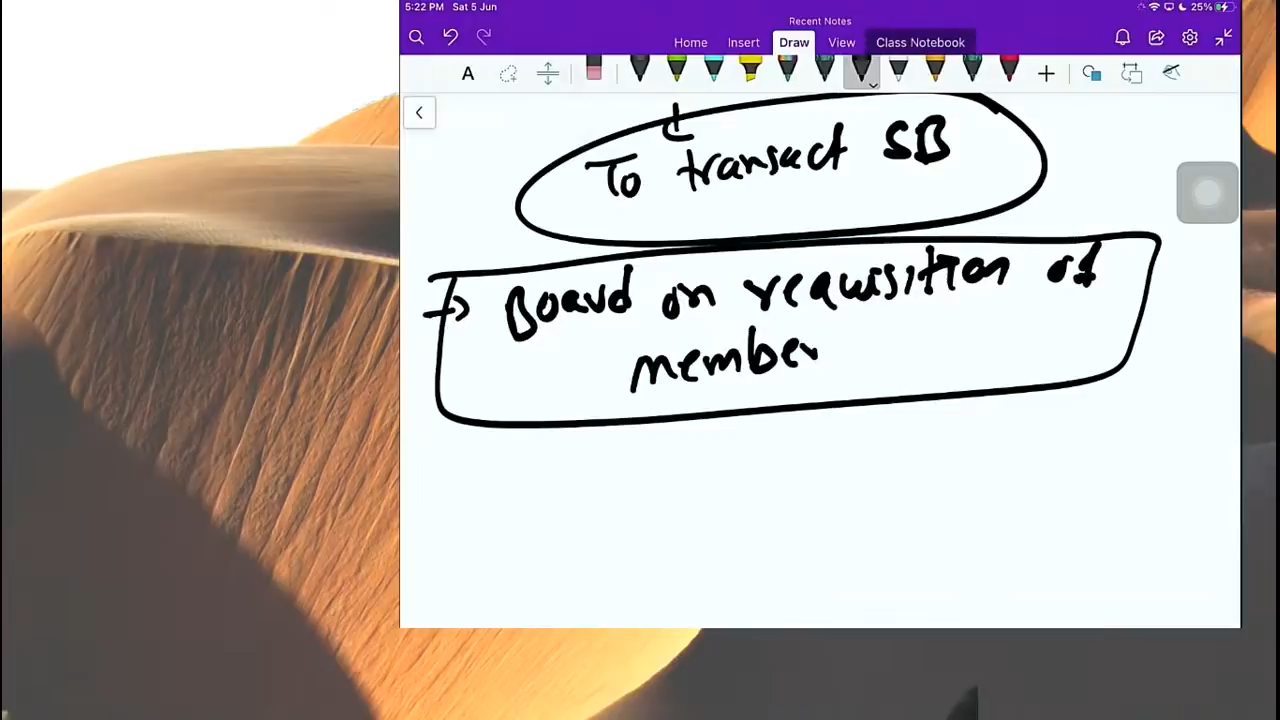 5:22 PM Sat 5 Jun
25%
Recent Notes
Home Insert Draw View Class Notebook
A
To transact SB
→ Board on requisition of
member